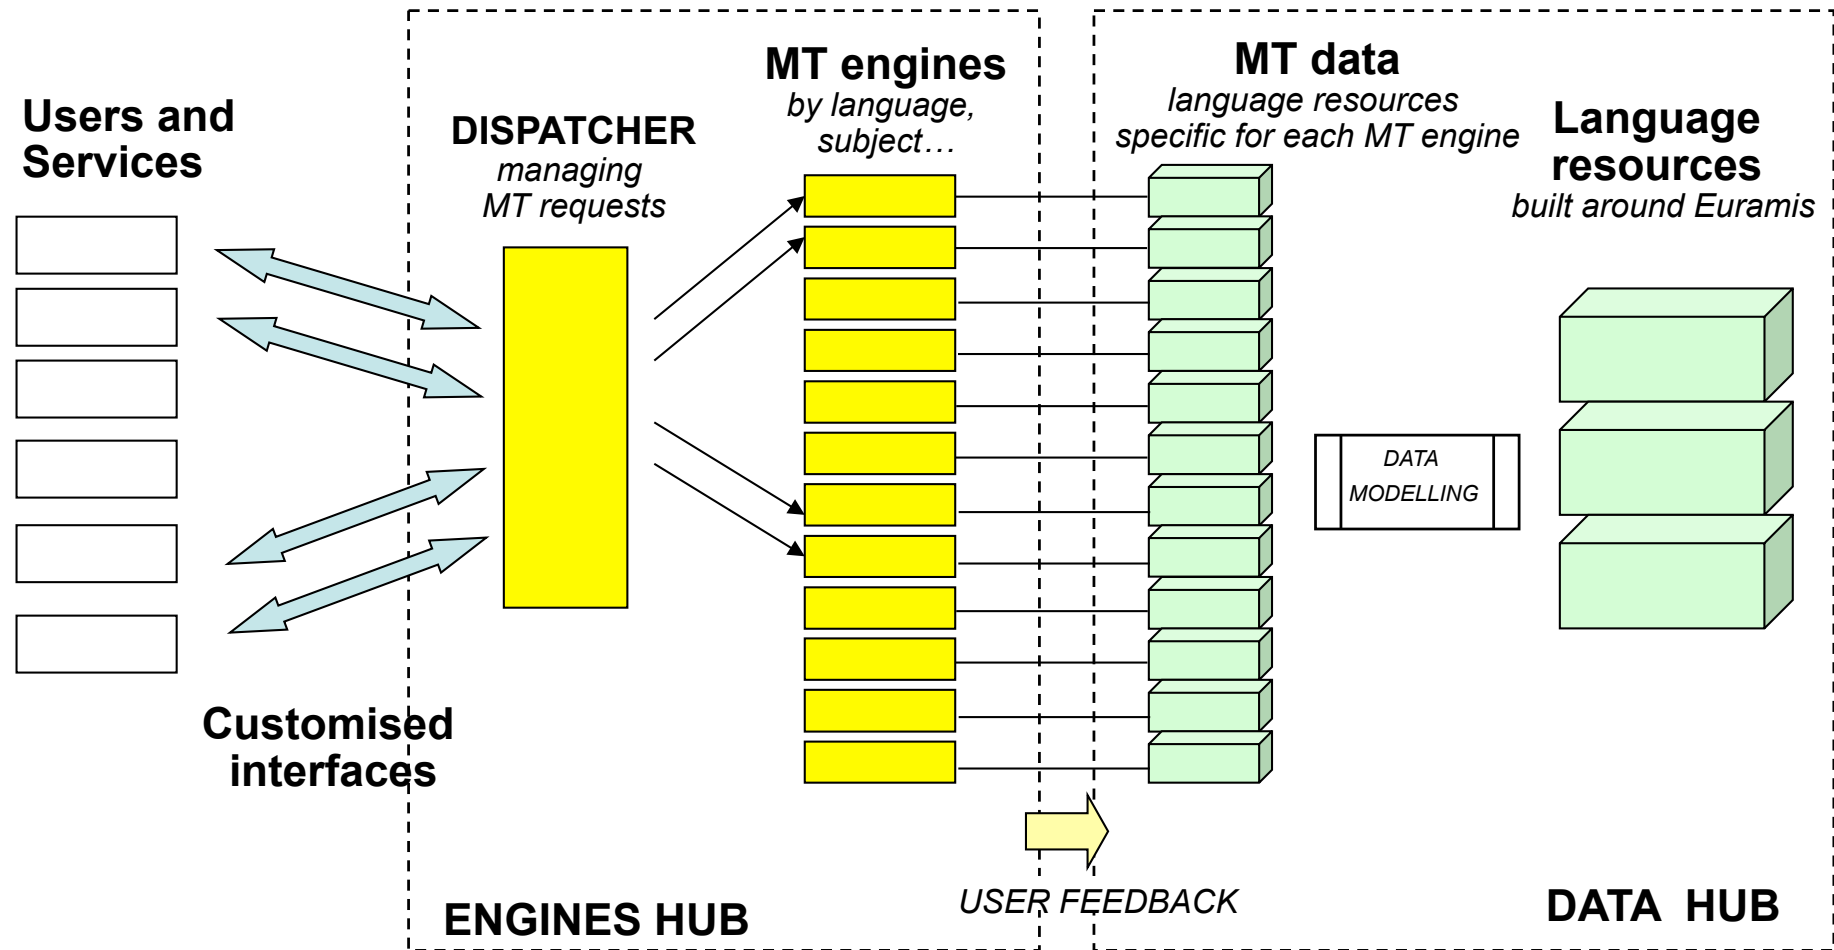 Users and
Services
DISPATCHER
managing
MT requests
MT engines
by language,
subject…
MT data
language resources
specific for each MT engine
Language
resources
built around Euramis
DATA
MODELLING
Customised
interfaces
USER FEEDBACK
ENGINES HUB
DATA HUB